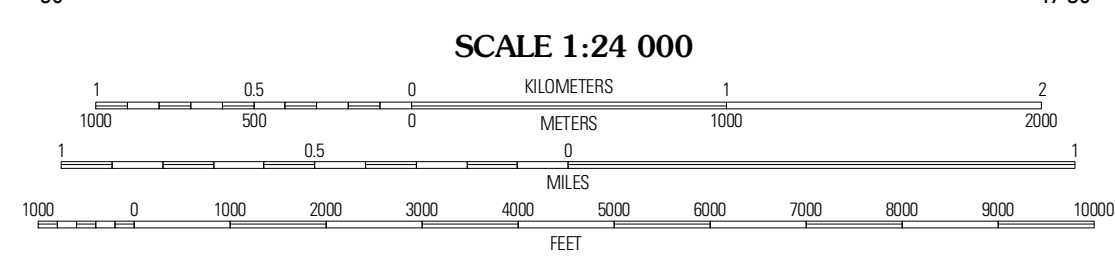 SCALE 1:24 000
1 0.5 0 KILOMETERS 1 2
1000 500 0 METERS 1000 2000
1 0.5 0 1
MILES
1000 0 1000 2000 3000 4000 5000 6000 7000 8000 9000 10000
FEET